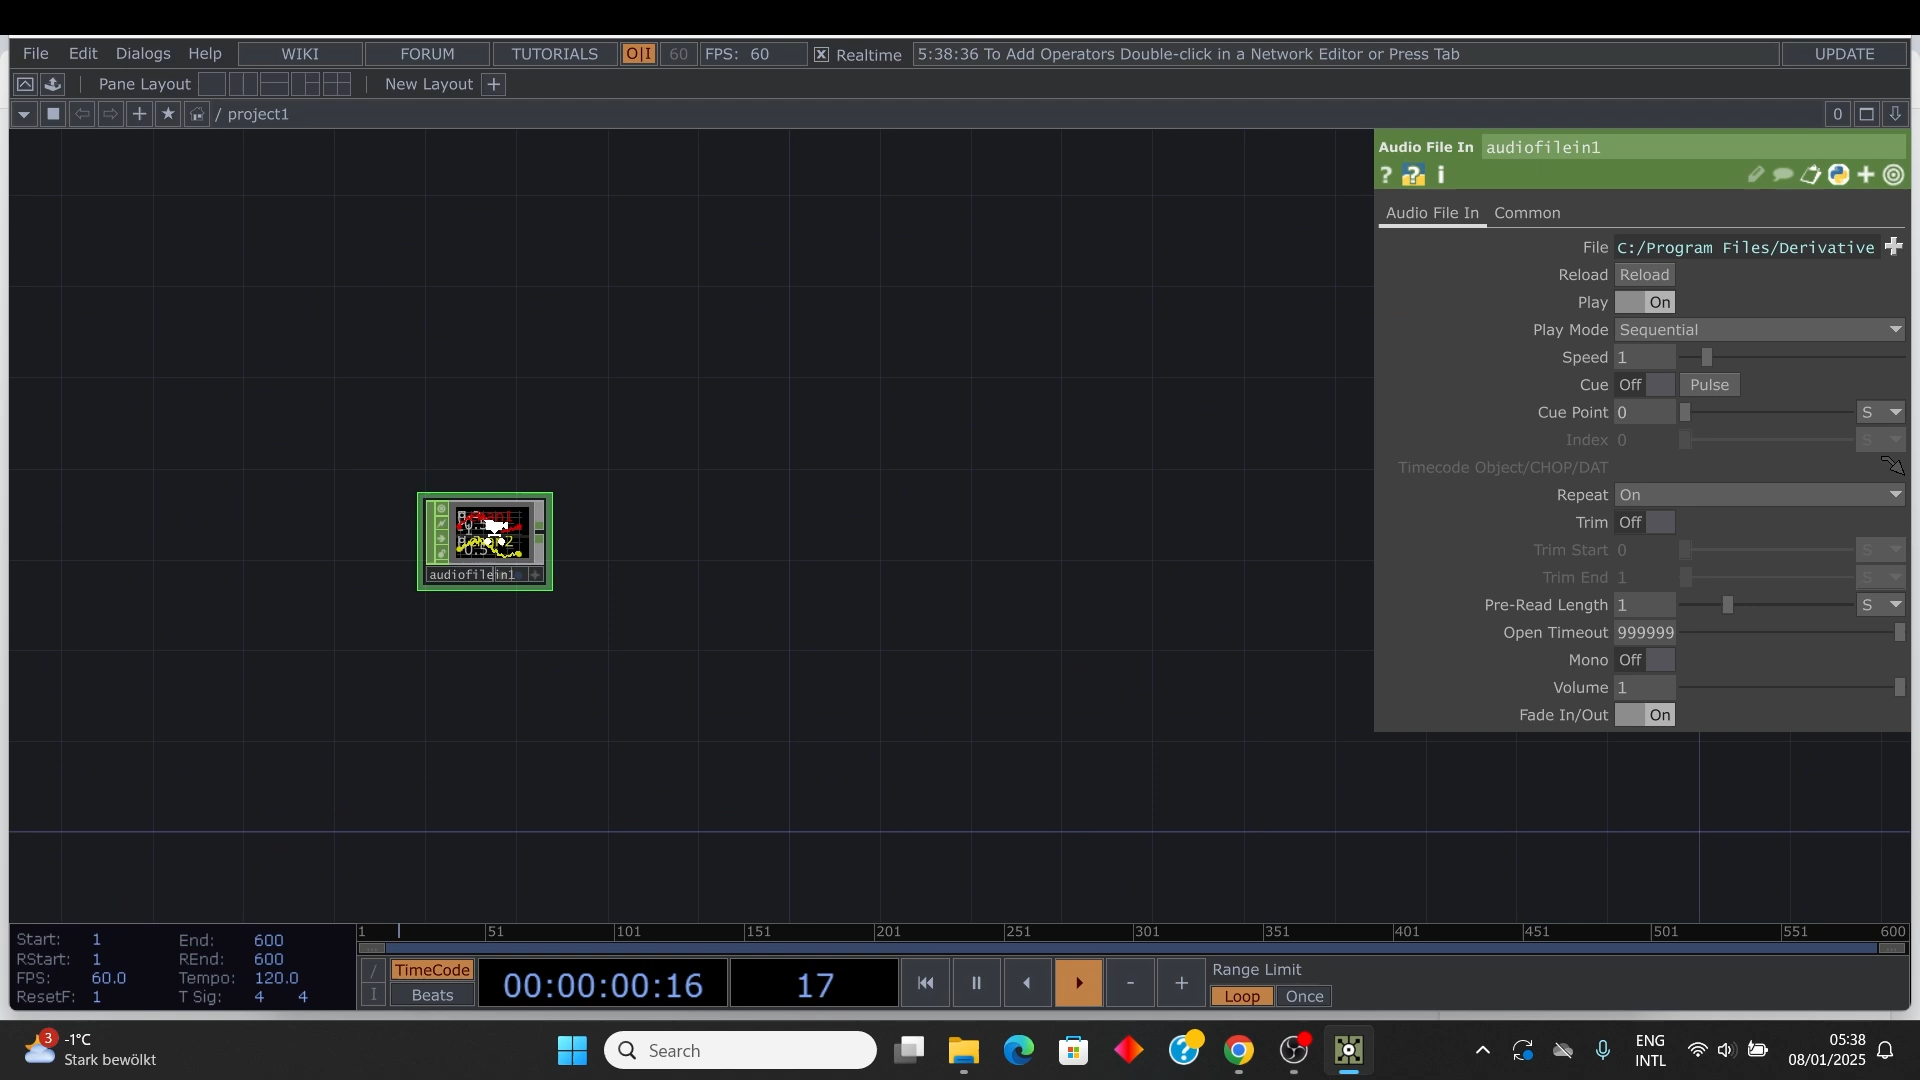 File Edit Dialogs Help WIKI FORUM TUTORIALS O|I 60 FPS: 60 Realtime 5:38:36 To Add Operators Double-click in a Network Editor or Press Tab UPDATE
Pane Layout New Layout +
/ project1 0
Audio File In audiofilein1
? ? i
Audio File In Common
File C:/Program Files/Derivative
Reload Reload
Play On
Play Mode Sequential
Speed 1
Cue Off Pulse
Cue Point 0 S
Index 0 S
Timecode Object/CHOP/DAT
Repeat On
Trim Off
Trim Start 0 S
Trim End 1 S
Pre-Read Length 1 S
Open Timeout 999999
Mono Off
Volume 1
Fade In/Out On
audiofilein1
1 51 101 151 201 251 301 351 401 451 501 551 600
Start: 1 End: 600
RStart: 1 REnd: 600
FPS: 60.0 Tempo: 120.0
ResetF: 1 T Sig: 4 4
/ TimeCode 00:00:00:16 17 - + Range Limit
I Beats Loop Once
3 -1°C
Stark bewölkt
Search
ENG
INTL
05:38
08/01/2025